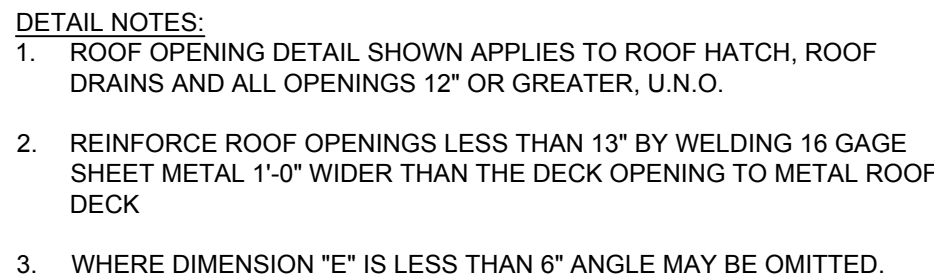 DETAIL NOTES:
1. ROOF OPENING DETAIL SHOWN APPLIES TO ROOF HATCH, ROOF
DRAINS AND ALL OPENINGS 12" OR GREATER, U.N.O.
2. REINFORCE ROOF OPENINGS LESS THAN 13" BY WELDING 16 GAGE
SHEET METAL 1'-0" WIDER THAN THE DECK OPENING TO METAL ROOF
DECK
3. WHERE DIMENSION "E" IS LESS THAN 6" ANGLE MAY BE OMITTED.